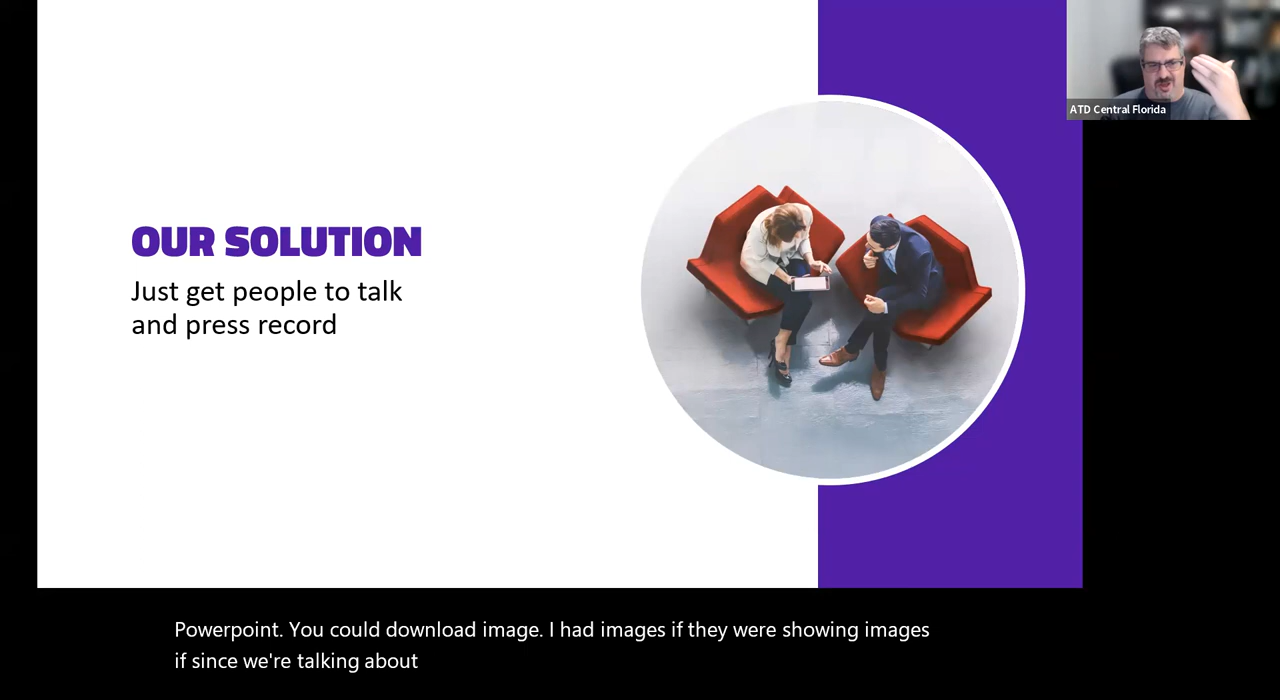 ATD Central Florida
OUR SOLUTION
Just get people to talk
and press record
Powerpoint. You could download image. I had images if they were showing images
if since we're talking about